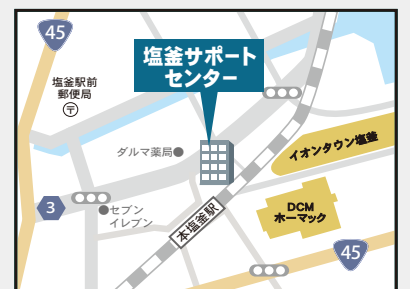 45
塩釜サポート
センター
塩釜駅前
郵便局
〒
ダルマ薬局
イオンタウン塩釜
3
セブン
イレブン
本塩釜駅
DCM
ホーマック
45